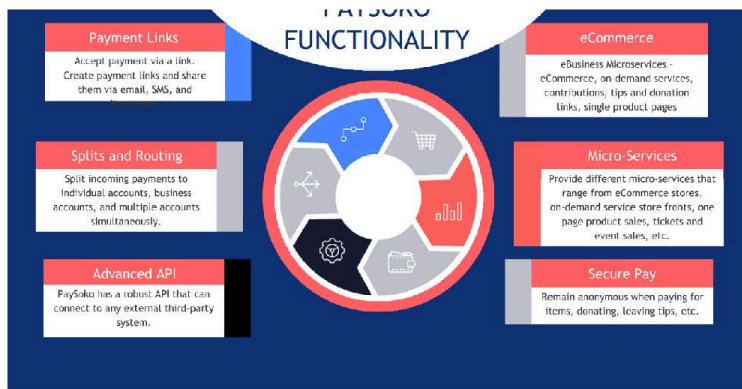 PAYSOKO
FUNCTIONALITY
Payment Links
Accept payment via a link.
Create payment links and share
them via email, SMS, and
eCommerce
eBusiness Microservices -
eCommerce, on-demand services,
contributions, tips and donation
links, single product pages
Splits and Routing
Split incoming payments to
individual accounts, business
accounts, and multiple accounts
simultaneously.
Micro-Services
Provide different micro-services that
range from eCommerce stores.
on-demand service store fronts, one
page product sales, tickets and
event sales, etc.
Advanced API
PaySoko has a robust API that can
connect to any external third-party
system.
Secure Pay
Remain anonymous when paying for
items, donating, leaving tips, etc.